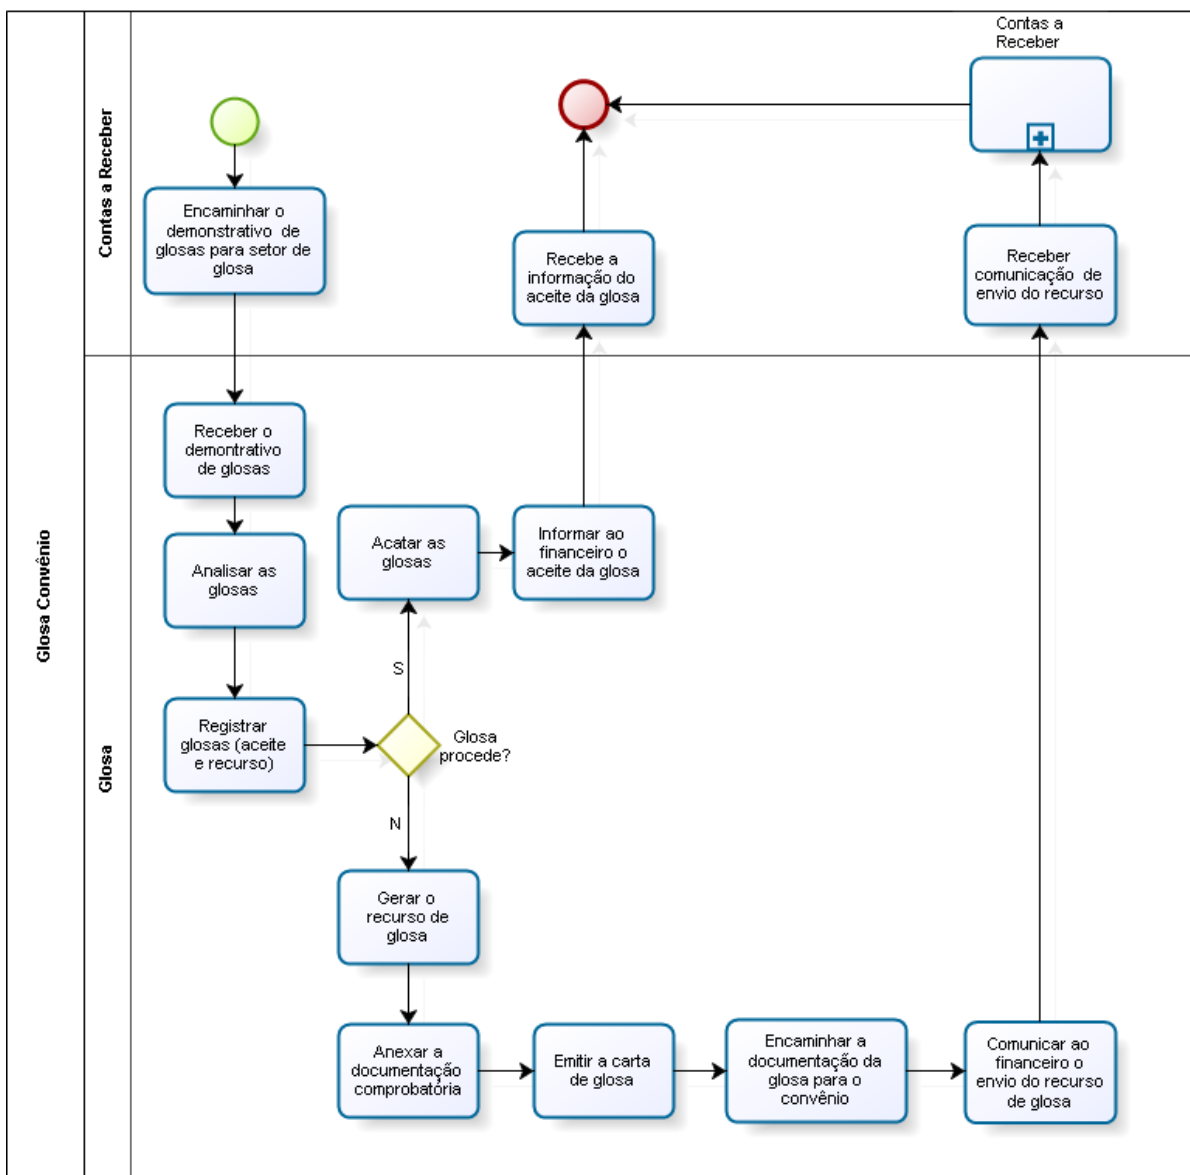 Glosa Convênio
Contas a Receber
Contas a
Receber
Encaminhar o
demonstrativo de
glosas para setor de
glosa
Recebe a
informação do
aceite da glosa
Receber
comunicação de
envio do recurso
Glosa
Receber o
demontrativo
de glosas
Analisar as
glosas
Registrar
glosas (aceite
e recurso)
Acatar as
glosas
Informar ao
financeiro o
aceite da glosa
S
Glosa
procede?
N
Gerar o
recurso de
glosa
Anexar a
documentação
comprobatória
Emitir a carta
de glosa
Encaminhar a
documentação da
glosa para o
convênio
Comunicar ao
financeiro o
envio do recurso
de glosa